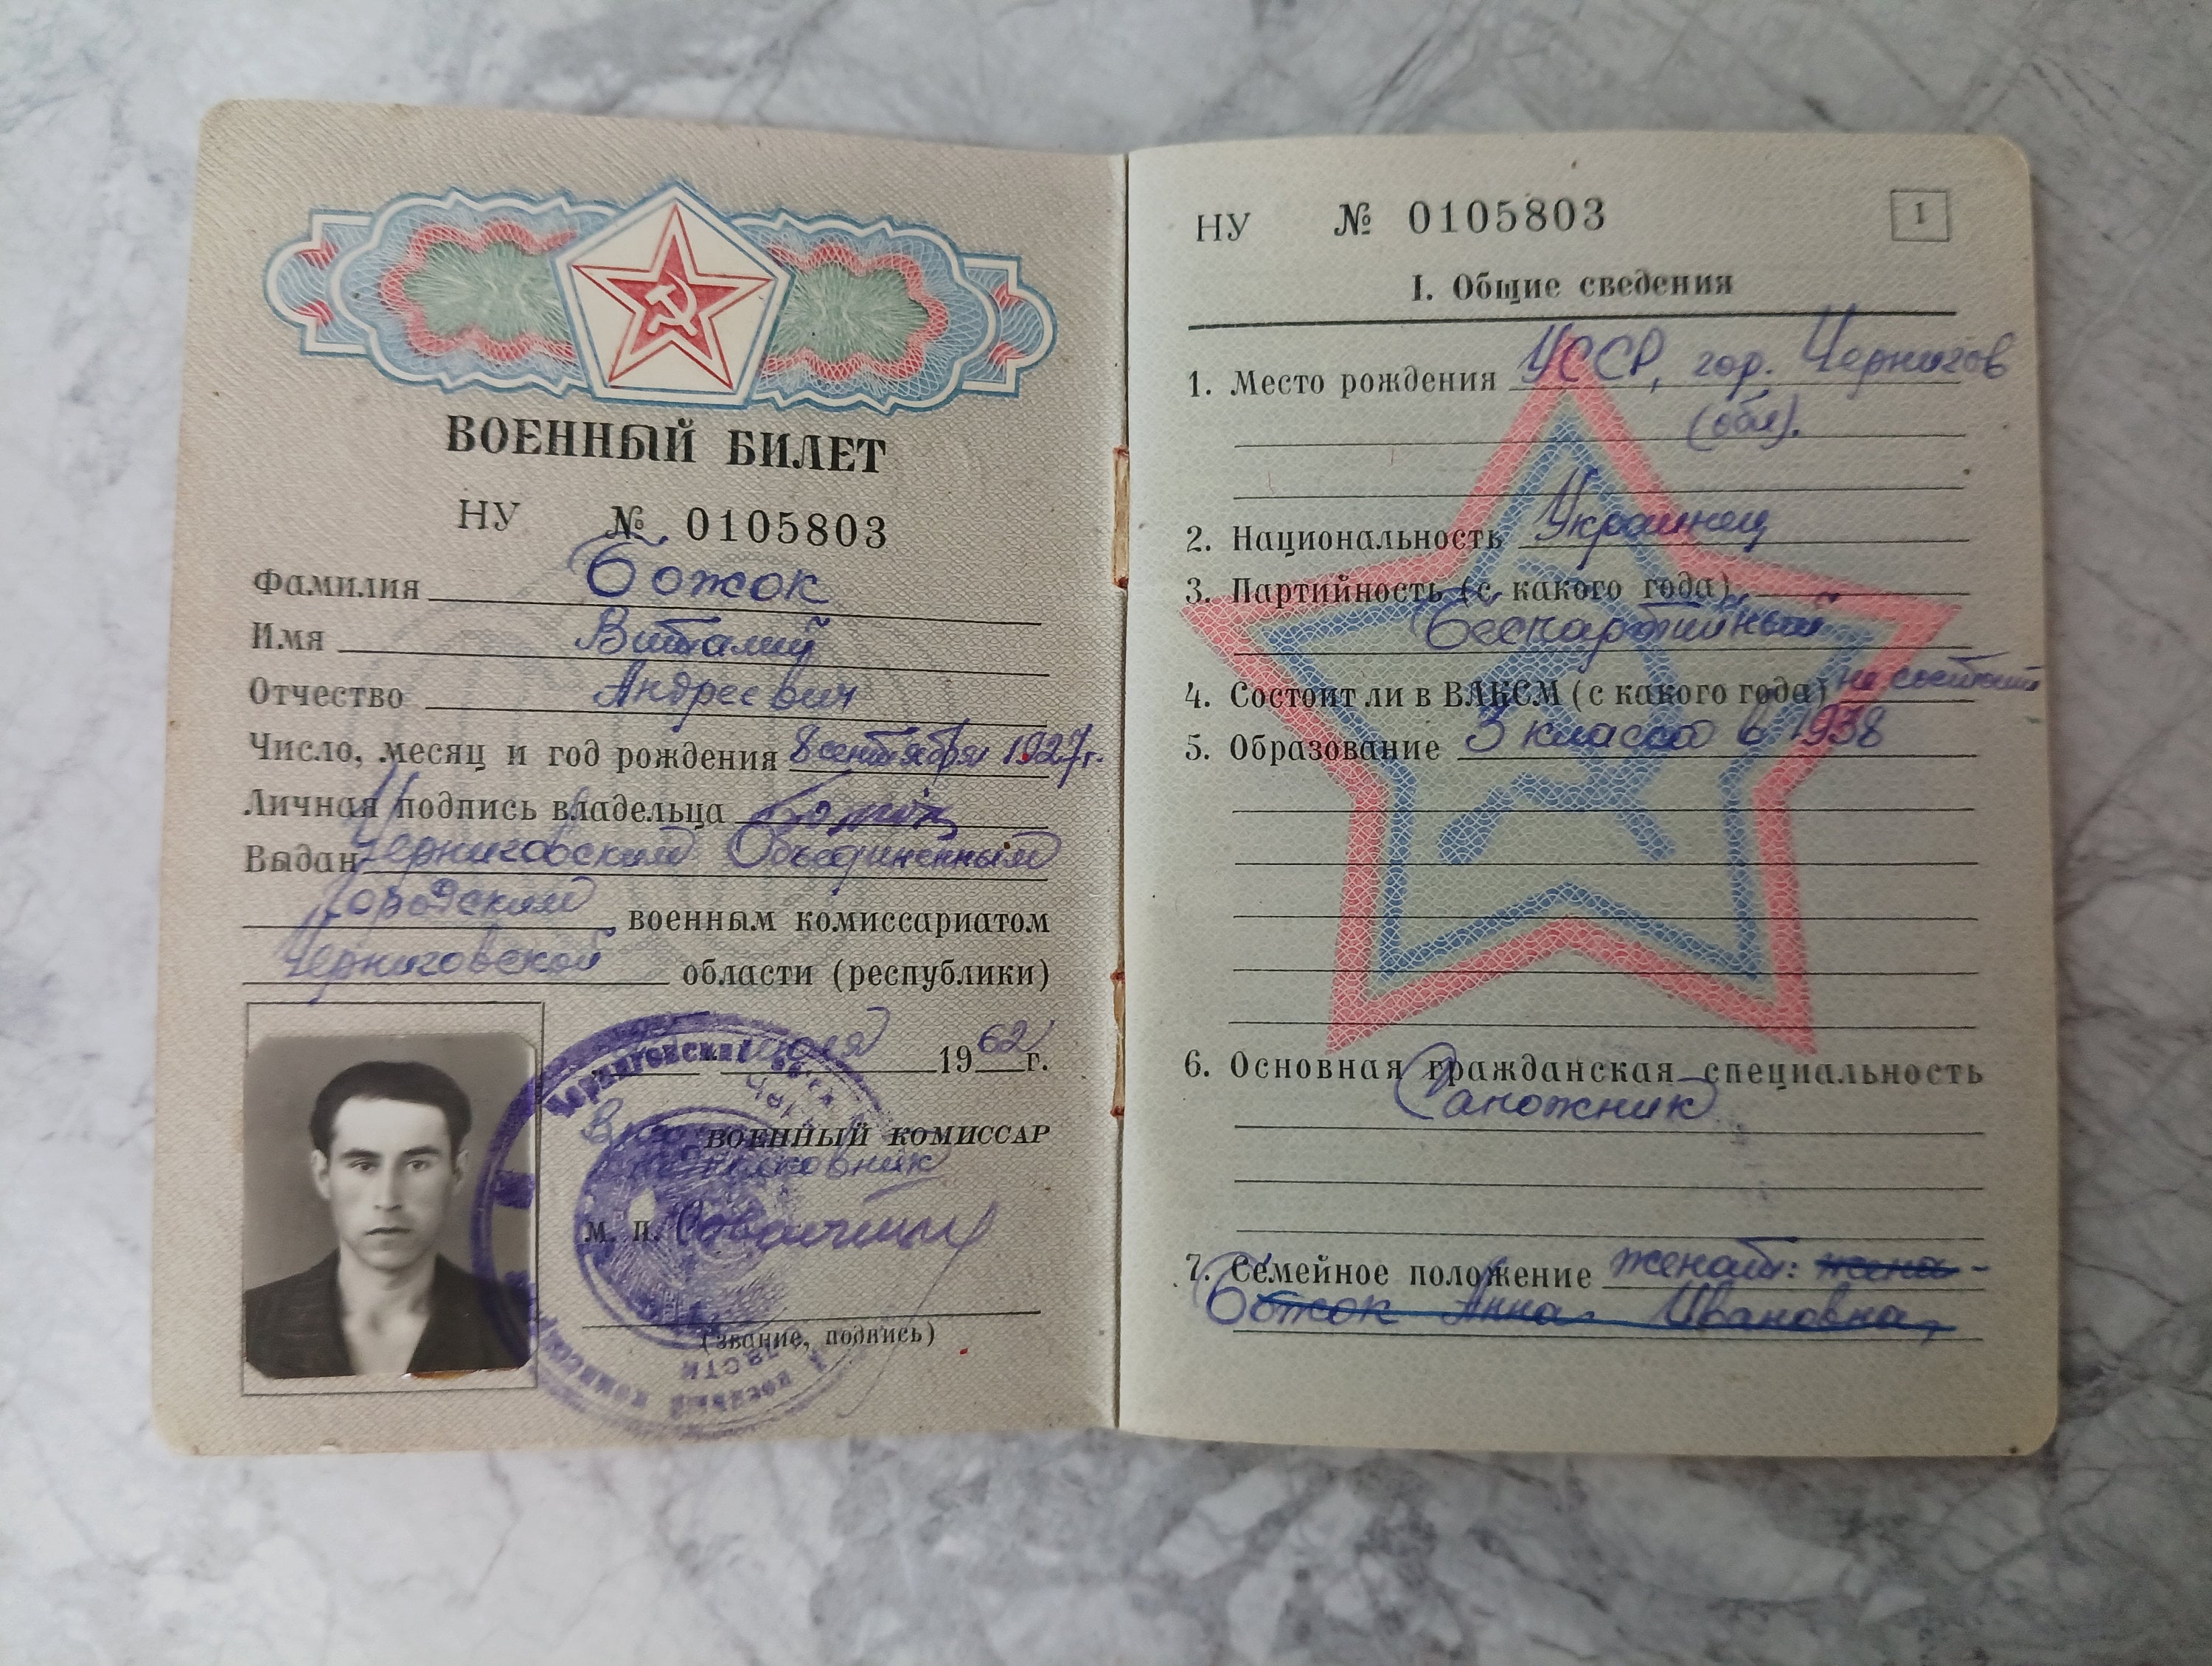 ВОЕННЫЙ БИЛЕТ
НУ № 0105803
Фамилия Божок
Имя Виталий
Отчество Андреевич
Число, месяц и год рождения 8 сентября 1927 г.
Личная подпись владельца Божок
Выдан Черниговским Объединенным
Городским военным комиссариатом
Черниговской области (республики)
июля 1962 г.
ВОЕННЫЙ КОМИССАР
М. П.
(звание, подпись)
НУ № 0105803
1
I. Общие сведения
1. Место рождения УССР, гор. Чернигов
(обл).
2. Национальность Украинец
3. Партийность (с какого года)
Беспартийный
4. Состоит ли в ВЛКСМ (с какого года) не состоит
5. Образование 3 класса в 1938
6. Основная гражданская специальность
Сапожник
7. Семейное положение женат: жена-
Божок Анна Ивановна,